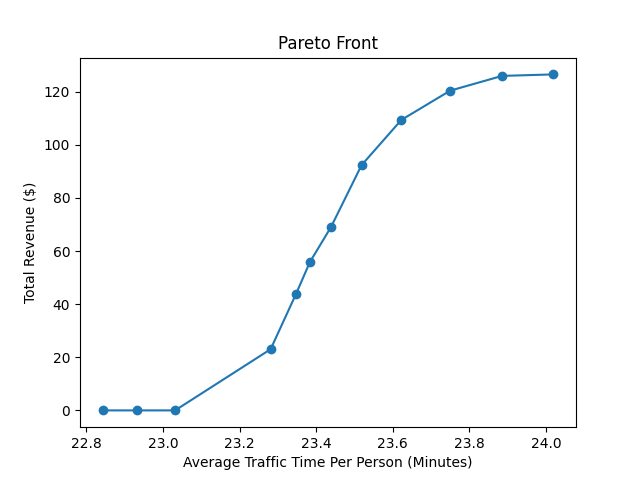 Pareto Front
Total Revenue ($)
120
100
80
60
40
20
0
22.8 23.0 23.2 23.4 23.6 23.8 24.0
Average Traffic Time Per Person (Minutes)